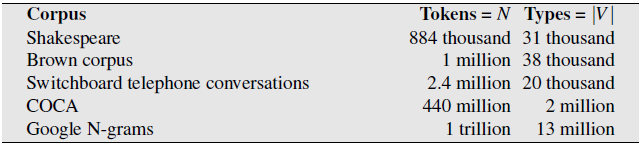 Corpus Tokens = N Types = |V|
Shakespeare 884 thousand 31 thousand
Brown corpus 1 million 38 thousand
Switchboard telephone conversations 2.4 million 20 thousand
COCA 440 million 2 million
Google N-grams 1 trillion 13 million